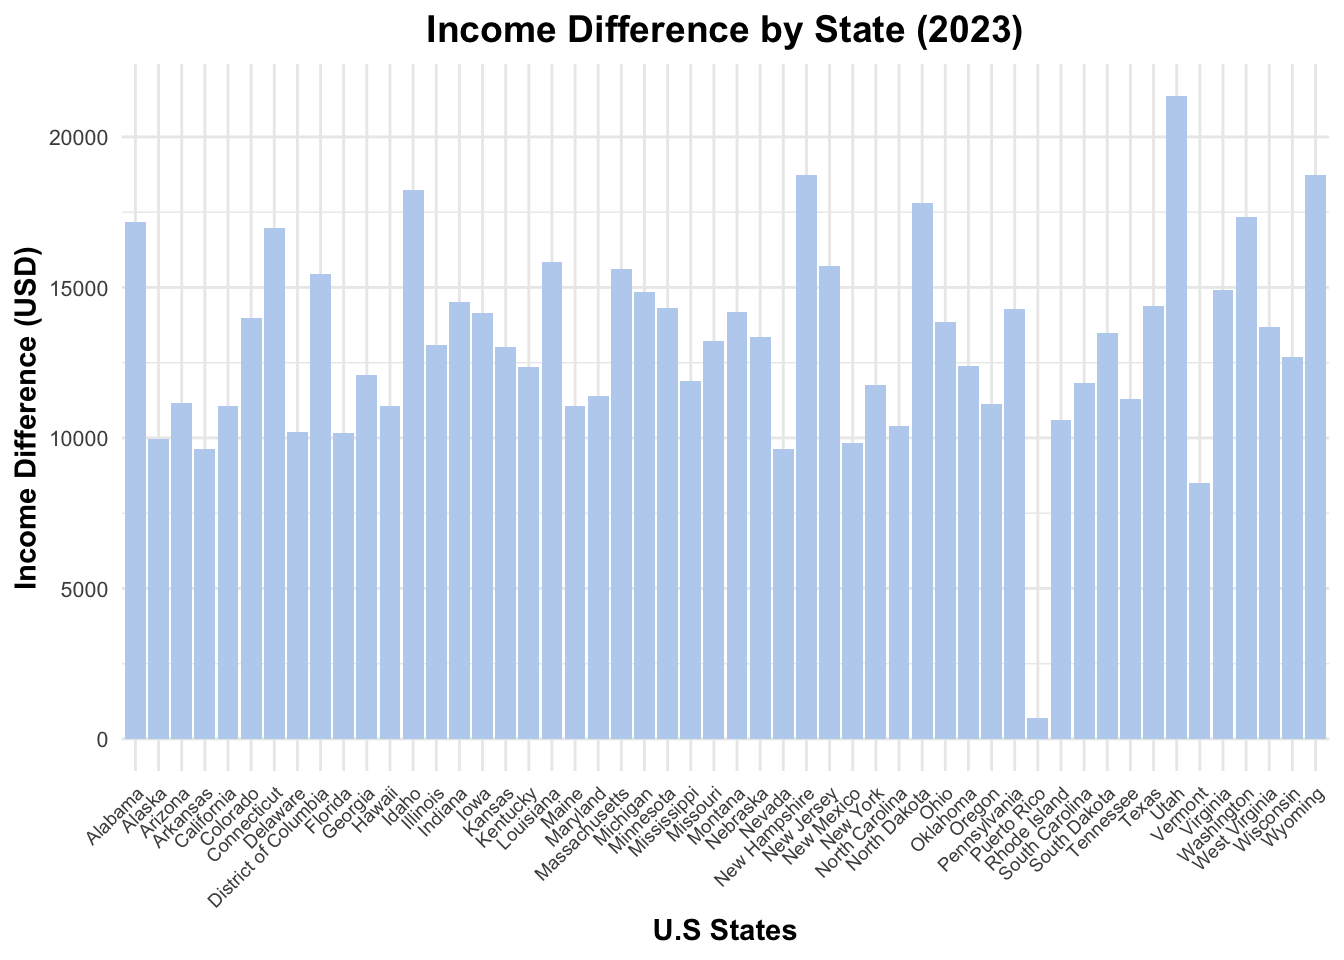 Income Difference by State (2023)
Income Difference (USD)
20000
15000
10000
5000
0
Alabama
Alaska
Arizona
Arkansas
California
Colorado
Connecticut
Delaware
District of Columbia
Florida
Georgia
Hawaii
Idaho
Illinois
Indiana
Iowa
Kansas
Kentucky
Louisiana
Maine
Maryland
Massachusetts
Michigan
Minnesota
Mississippi
Missouri
Montana
Nebraska
Nevada
New Hampshire
New Jersey
New Mexico
New York
North Carolina
North Dakota
Ohio
Oklahoma
Oregon
Pennsylvania
Puerto Rico
Rhode Island
South Carolina
South Dakota
Tennessee
Texas
Utah
Vermont
Virginia
Washington
West Virginia
Wisconsin
Wyoming
U.S States